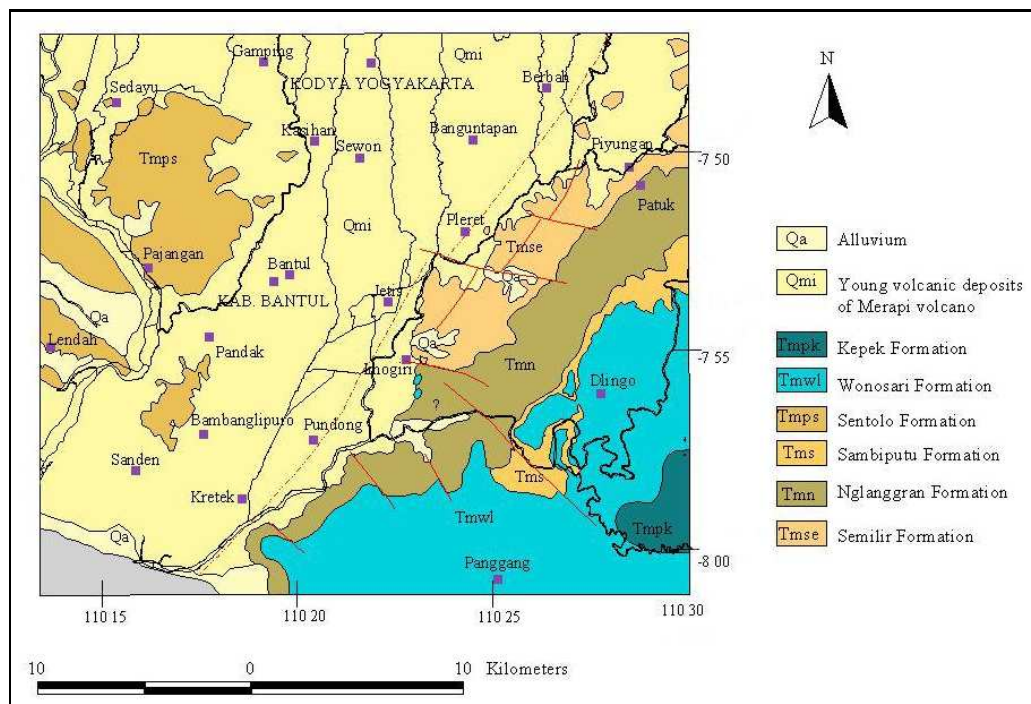 Gamping
Qmi
KODYA YOGYAKARTA
Berbah
Sedayu
Kasihan
Sewon
Banguntapan
Piyungan
Tmps
Patuk
Qmi
Pleret
Tmse
Pajangan
Bantul
Qa
KAB. BANTUL
Jetis
Qa
Lendah
Pandak
Qa
Imogiri
Tmn
Dlingo
?
Bambanglipuro
Pundong
Sanden
Tms
Kretek
Tmwl
Tmpk
Qa
Panggang
N
-7 50
-7 55
-8 00
110 15
110 20
110 25
110 30
Qa Alluvium
Qmi Young volcanic deposits
of Merapi volcano
Tmpk Kepek Formation
Tmwl Wonosari Formation
Tmps Sentolo Formation
Tms Sambiputu Formation
Tmn Nglanggran Formation
Tmse Semilir Formation
10 0 10 Kilometers